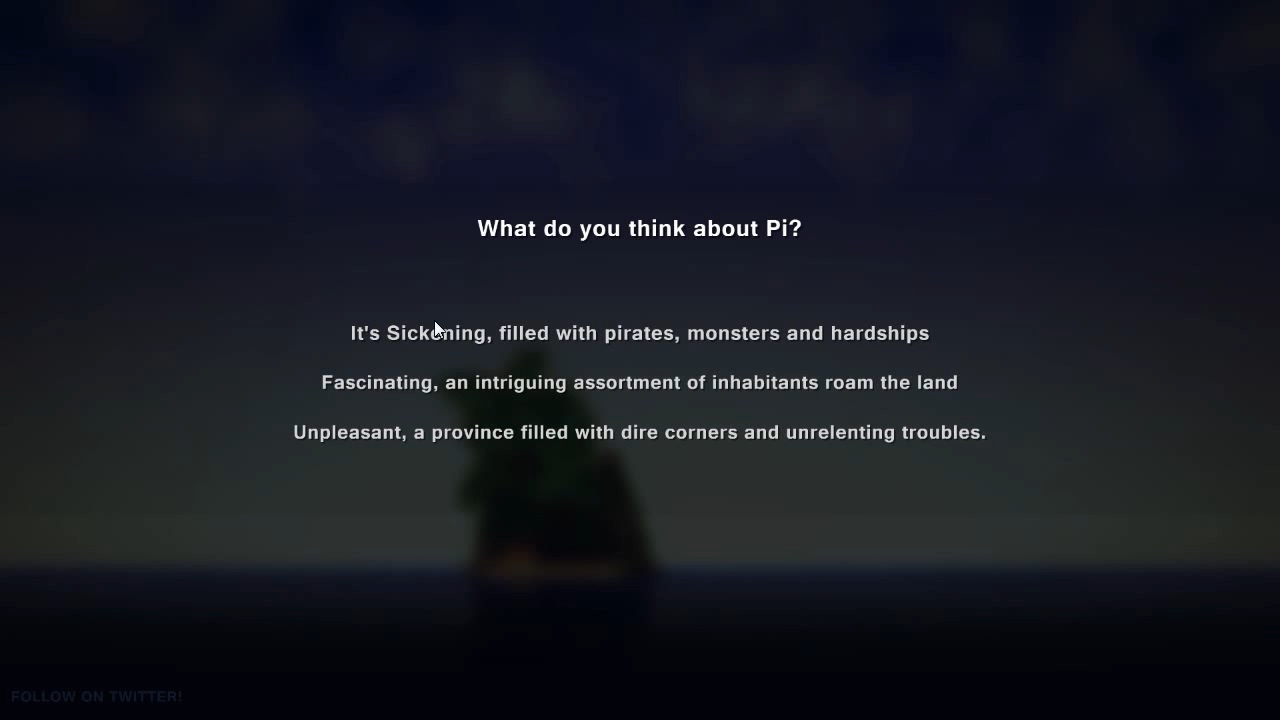 What do you think about Pi?
It's Sickening, filled with pirates, monsters and hardships
Fascinating, an intriguing assortment of inhabitants roam the land
Unpleasant, a province filled with dire corners and unrelenting troubles.
FOLLOW ON TWITTER!